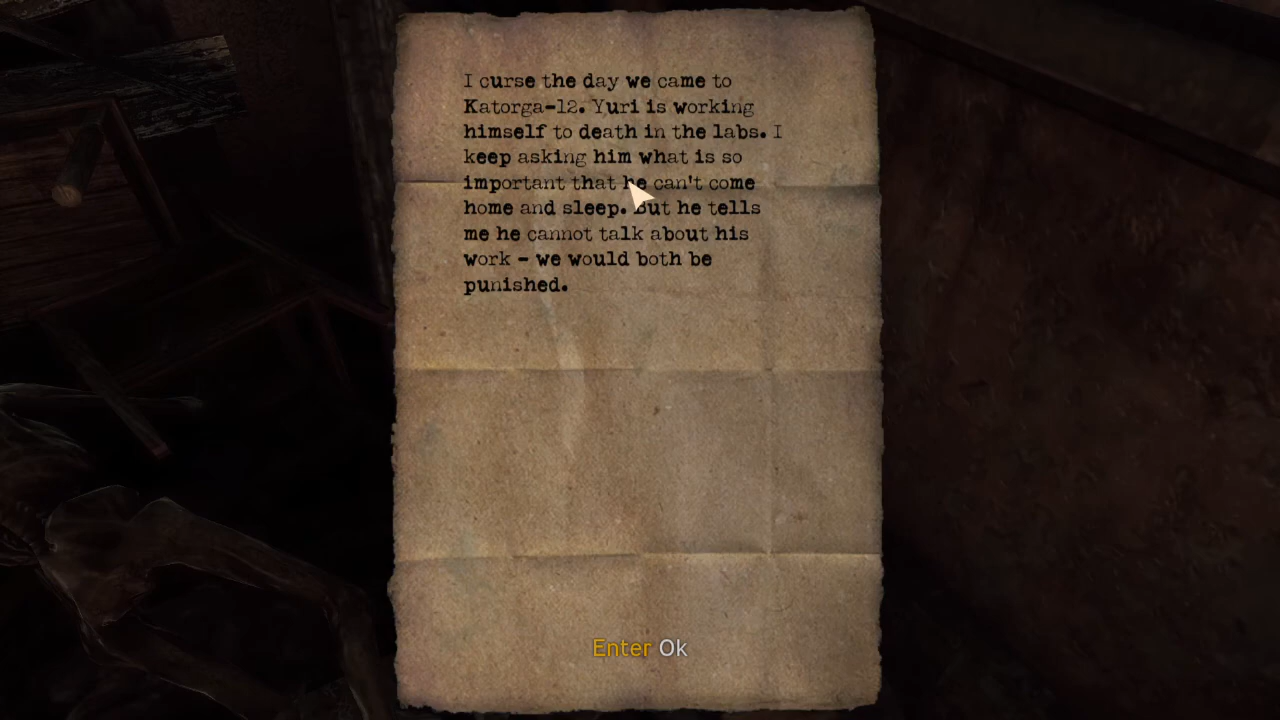 I curse the day we came to
Katorga-12. Yuri is working
himself to death in the labs. I
keep asking him what is so
important that he can't come
home and sleep. But he tells
me he cannot talk about his
work - we would both be
punished.
Enter Ok